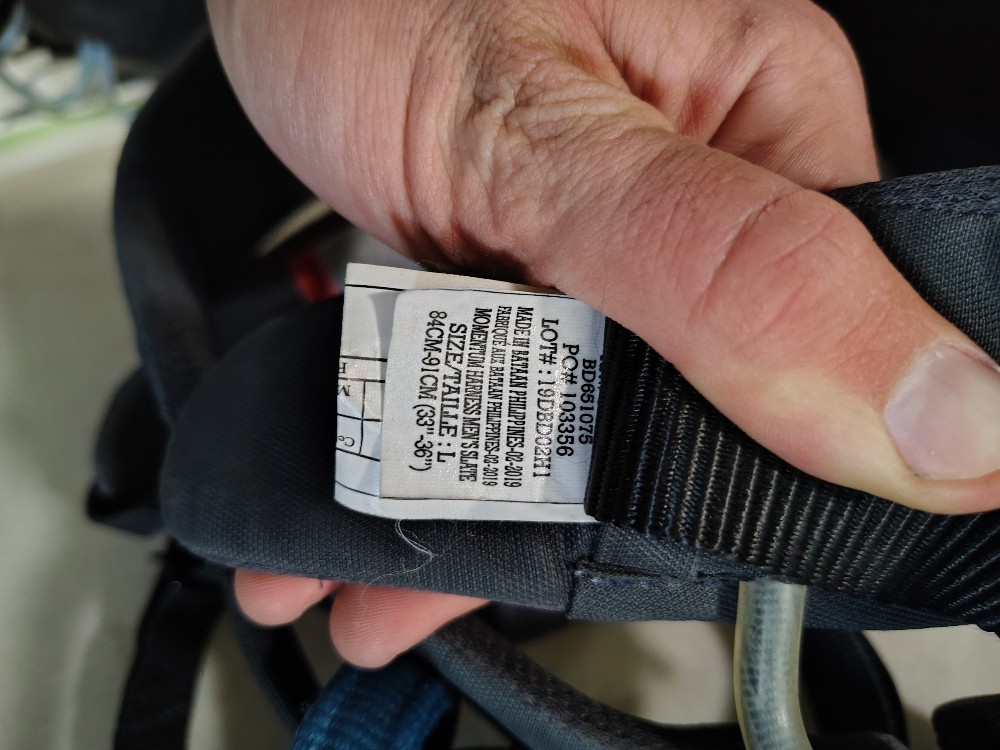 BD651075
PO# 103356
LOT# : 19DBD02H1
MADE IN BATAAN PHILIPPINES-02-2019
FABRIQUÉ AUX BATAAN PHILIPPINES-02-2019
MOMENTUM HARNESS MEN'S SLATE
SIZE/TAILLE : L
84CM-91CM (33"-36")